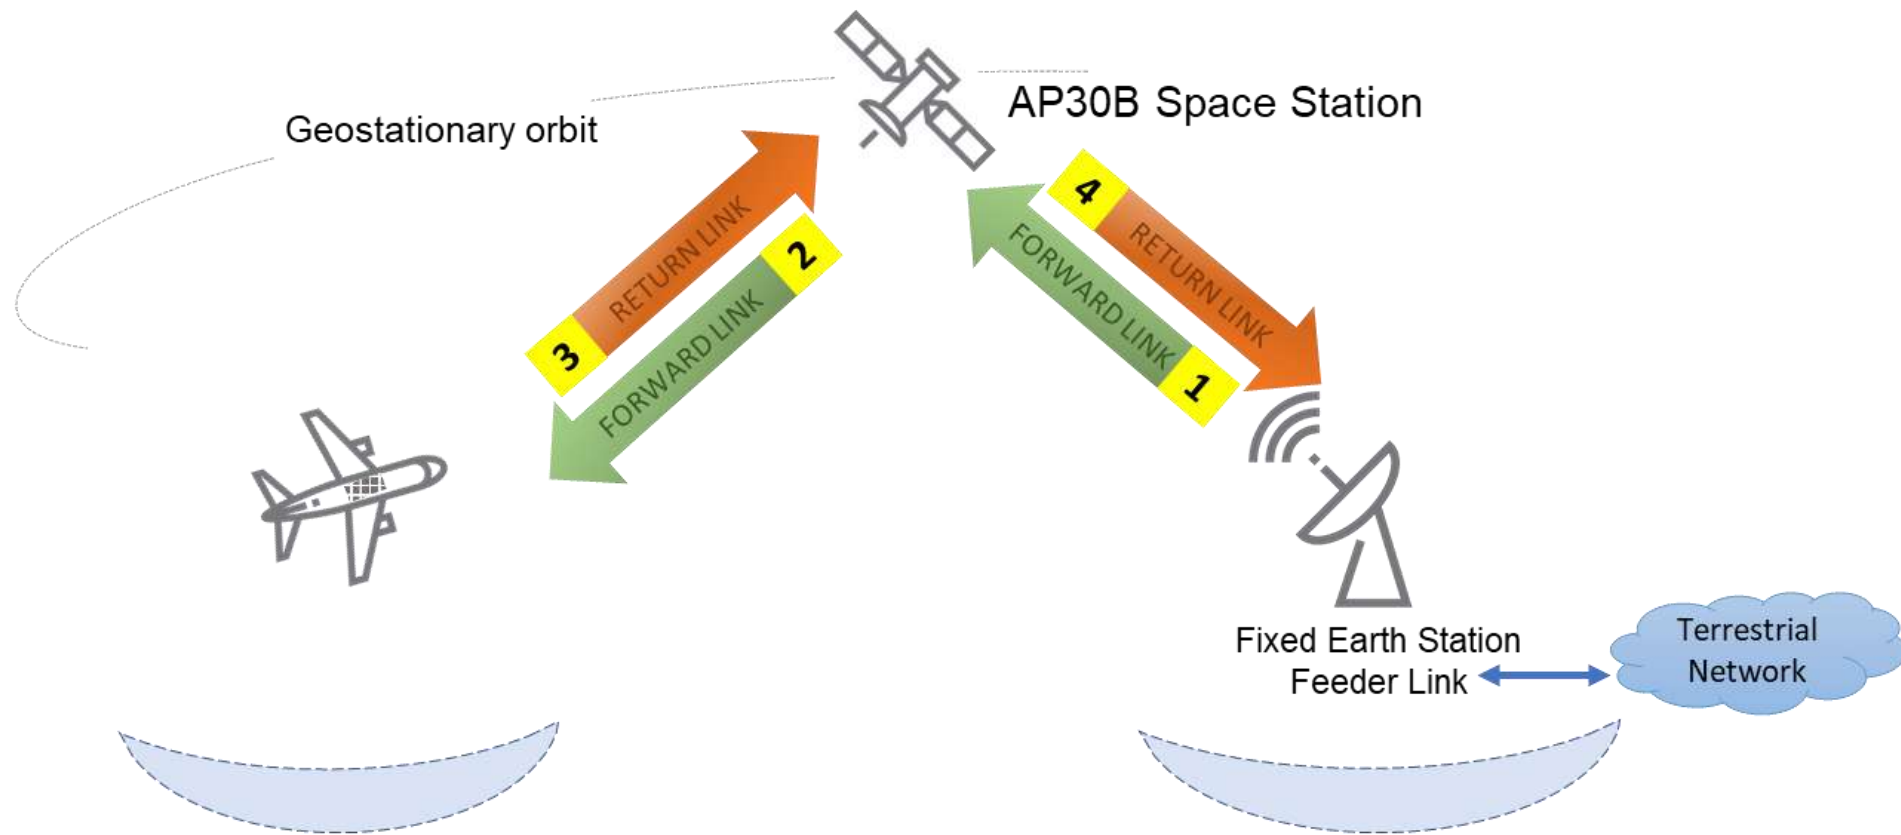 AP30B Space Station
Geostationary orbit
RETURN LINK
FORWARD LINK
2
3
4
RETURN LINK
FORWARD LINK
1
Fixed Earth Station
Feeder Link
Terrestrial
Network